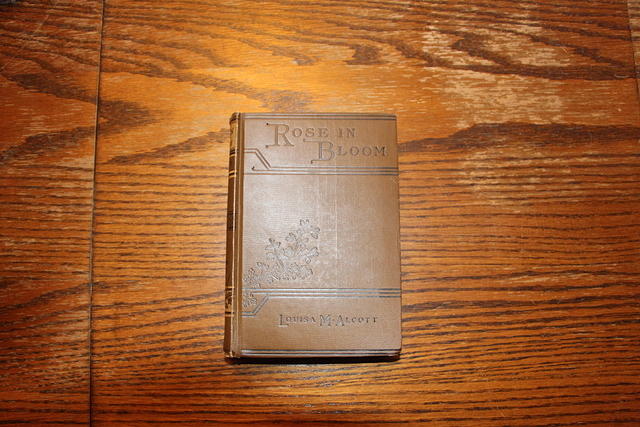 ROSE IN
BLOOM
LOUISA M. ALCOTT